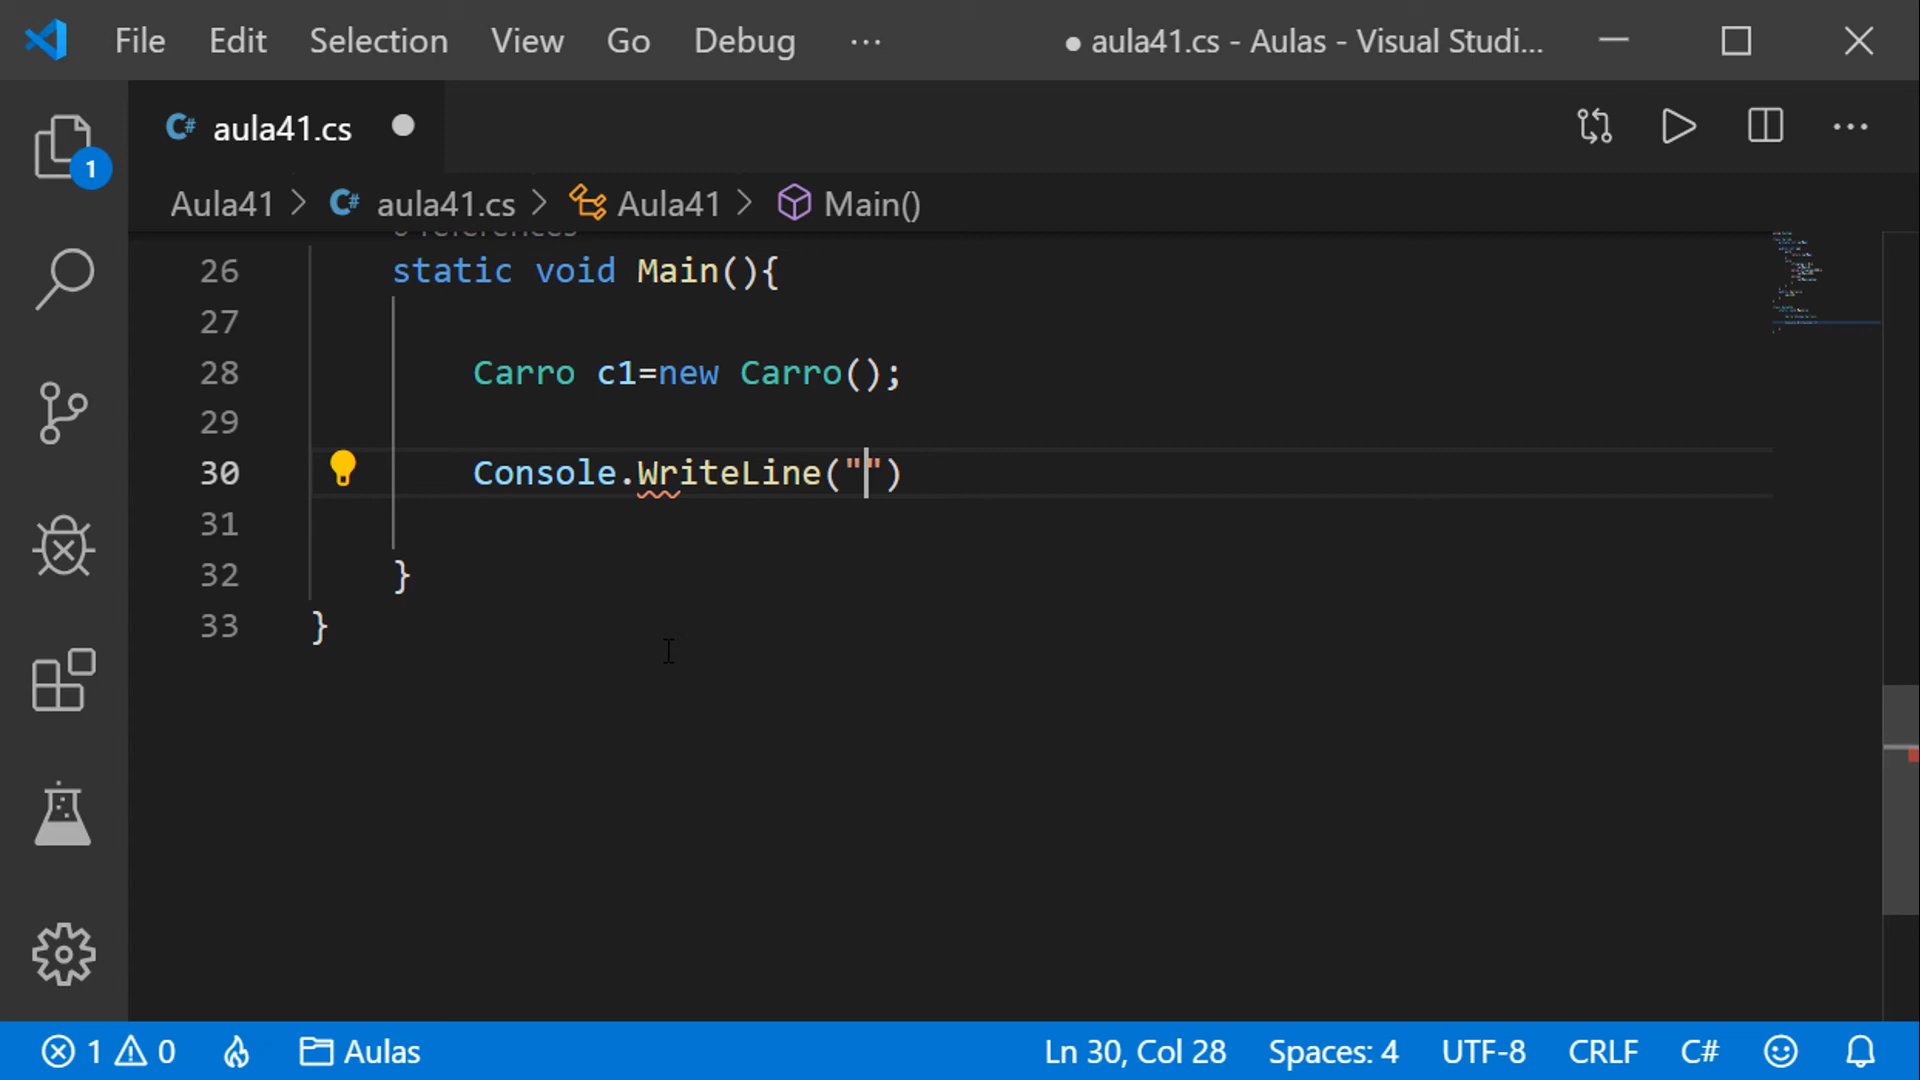 File Edit Selection View Go Debug ··· ● aula41.cs - Aulas - Visual Studi...
1
C# aula41.cs ●
Aula41 > C# aula41.cs > Aula41 > Main()
0 references
26 static void Main(){
27
28 Carro c1=new Carro();
29
30 Console.WriteLine("")
31
32 }
33 }
1 0 Aulas Ln 30, Col 28 Spaces: 4 UTF-8 CRLF C#